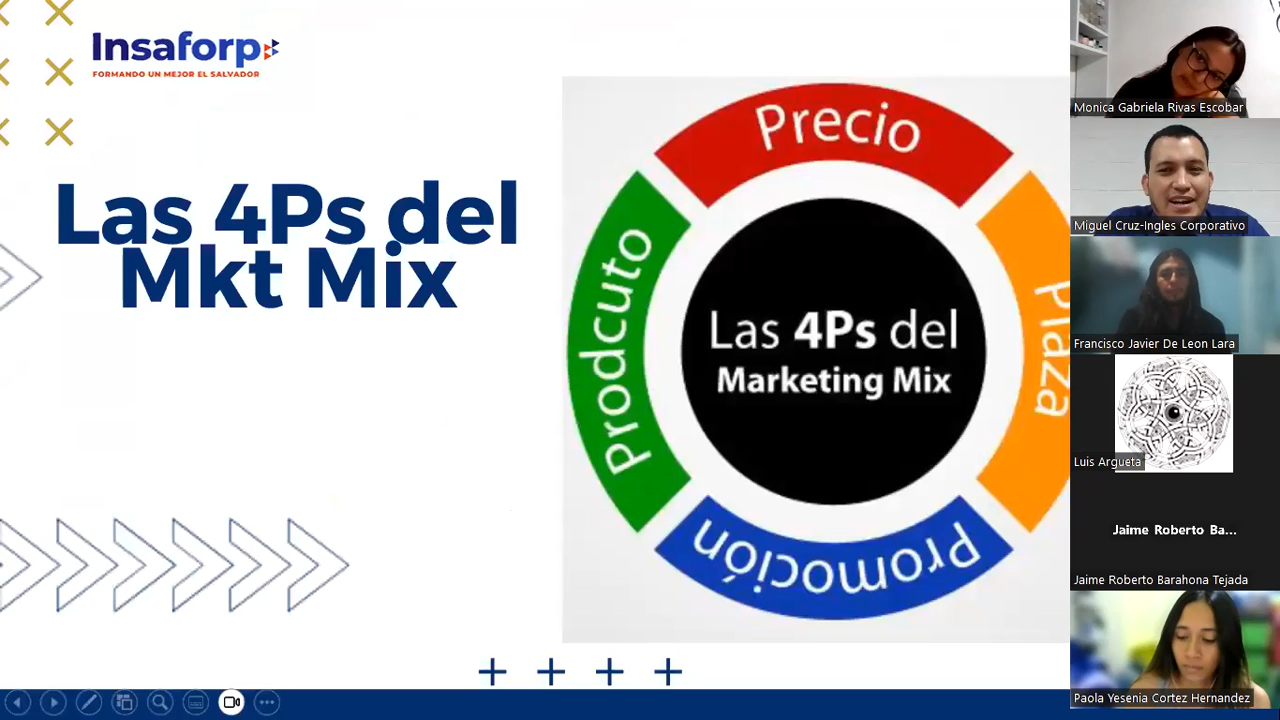 Insaforp
FORMANDO UN MEJOR EL SALVADOR
Las 4Ps del
Mkt Mix
Precio
Prodcuto
Plaza
Promoción
Las 4Ps del
Marketing Mix
Monica Gabriela Rivas Escobar
Miguel Cruz-Ingles Corporativo
Francisco Javier De Leon Lara
Luis Argueta
Jaime Roberto Ba...
Jaime Roberto Barahona Tejada
Paola Yesenia Cortez Hernandez